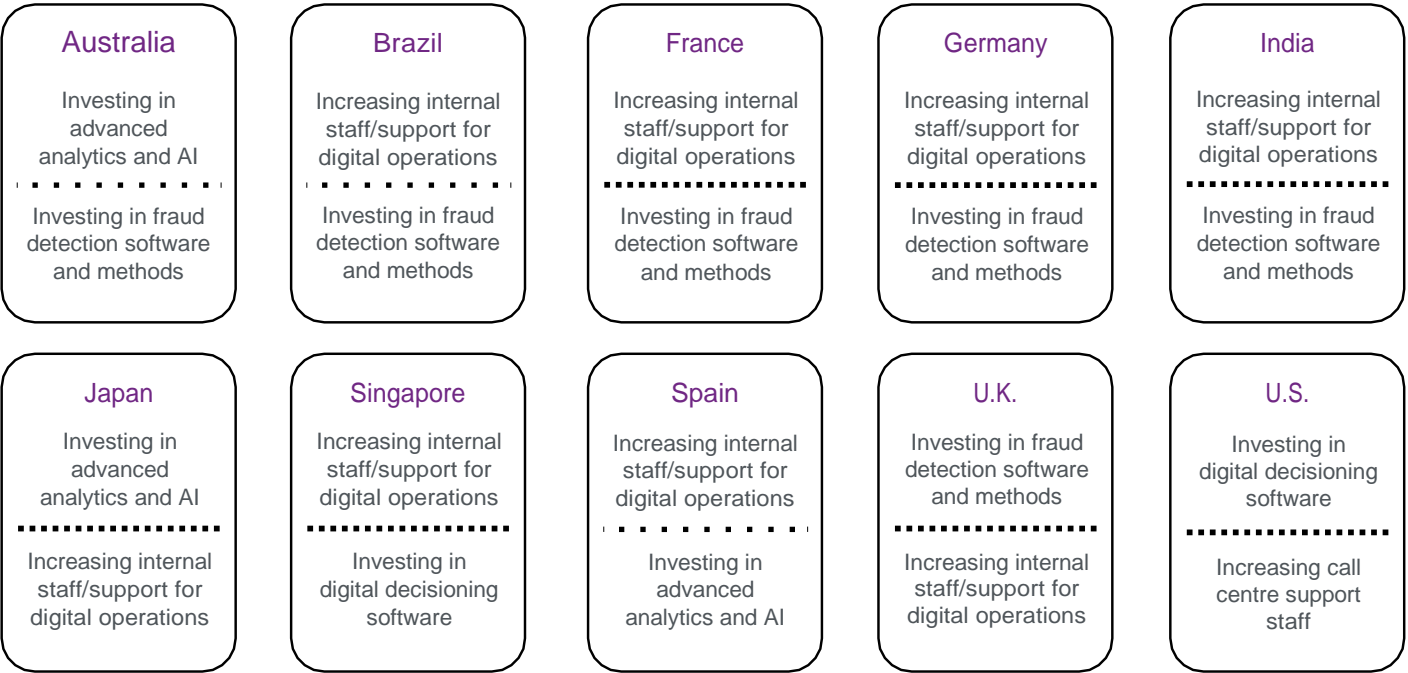 Australia
Investing in
advanced
analytics and AI
Investing in fraud
detection software
and methods
Brazil
Increasing internal
staff/support for
digital operations
Investing in fraud
detection software
and methods
France
Increasing internal
staff/support for
digital operations
Investing in fraud
detection software
and methods
Germany
Increasing internal
staff/support for
digital operations
Investing in fraud
detection software
and methods
India
Increasing internal
staff/support for
digital operations
Investing in fraud
detection software
and methods
Japan
Investing in
advanced
analytics and AI
Increasing internal
staff/support for
digital operations
Singapore
Increasing internal
staff/support for
digital operations
Investing in
digital decisioning
software
Spain
Increasing internal
staff/support for
digital operations
Investing in
advanced
analytics and AI
U.K.
Investing in fraud
detection software
and methods
Increasing internal
staff/support for
digital operations
U.S.
Investing in
digital decisioning
software
Increasing call
centre support
staff